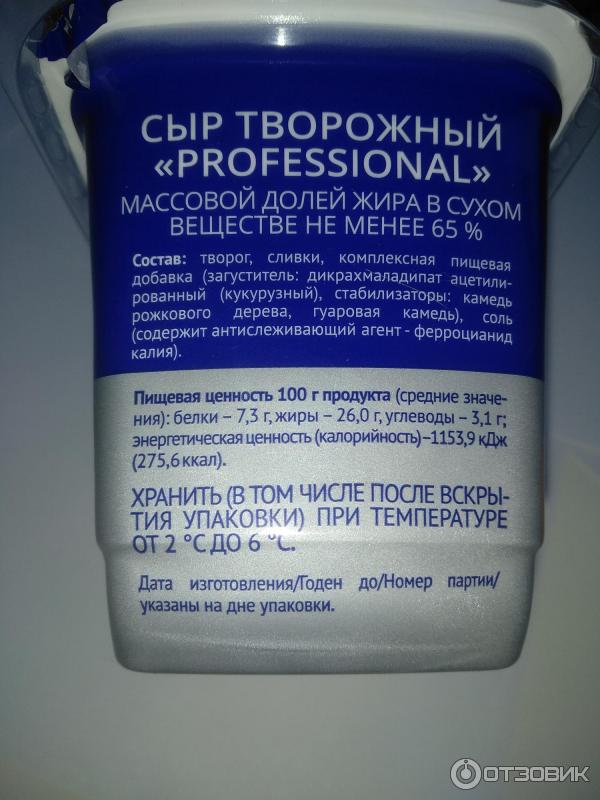 СЫР ТВОРОЖНЫЙ
«PROFESSIONAL»
МАССОВОЙ ДОЛЕЙ ЖИРА В СУХОМ
ВЕЩЕСТВЕ НЕ МЕНЕЕ 65 %
Состав: творог, сливки, комплексная пищевая
добавка (загуститель: дикрахмаладипат ацетили-
рованный (кукурузный), стабилизаторы: камедь
рожкового дерева, гуаровая камедь), соль
(содержит антислеживающий агент - ферроцианид
калия).
Пищевая ценность 100 г продукта (средние значе-
ния): белки – 7,3 г, жиры – 26,0 г, углеводы – 3,1 г;
энергетическая ценность (калорийность)–1153,9 кДж
(275,6 ккал).
ХРАНИТЬ (В ТОМ ЧИСЛЕ ПОСЛЕ ВСКРЫ-
ТИЯ УПАКОВКИ) ПРИ ТЕМПЕРАТУРЕ
ОТ 2 °С ДО 6 °С.
Дата изготовления/Годен до/Номер партии/
указаны на дне упаковки.
ОТЗОВИК